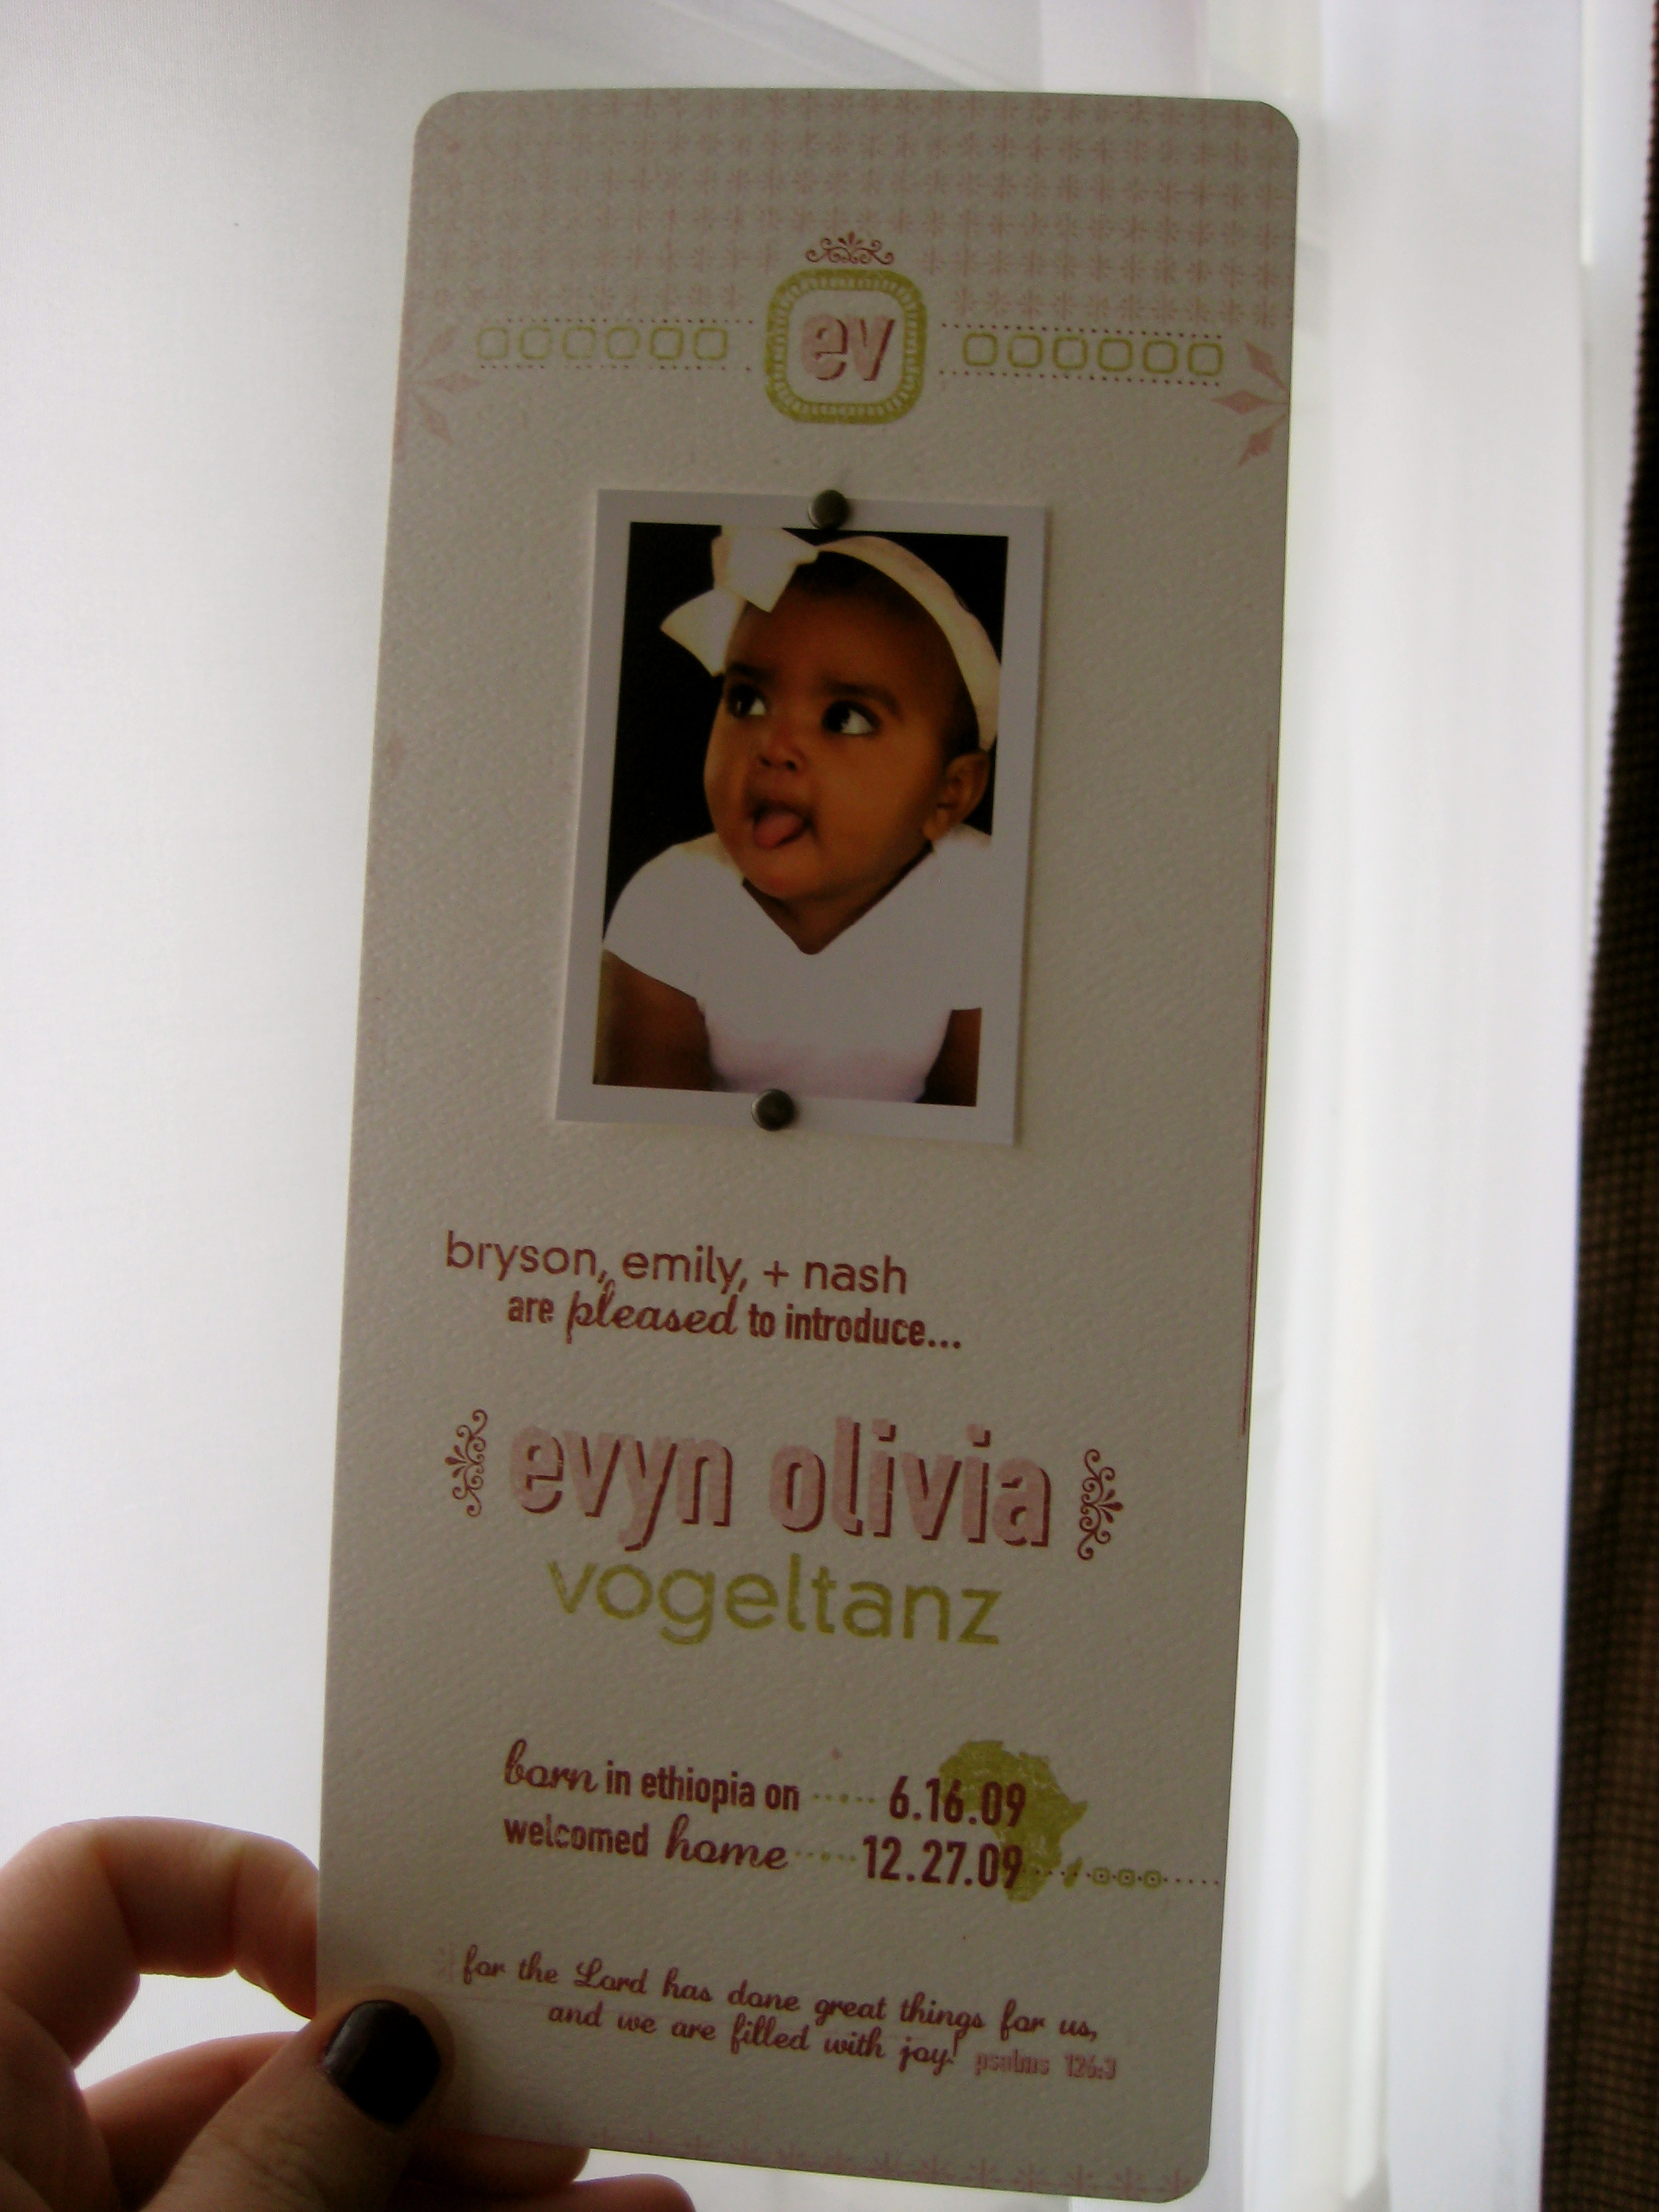 ev
bryson, emily, + nash
are pleased to introduce...
evyn olivia
vogeltanz
born in ethiopia on ..... 6.16.09
welcomed home ..... 12.27.09
for the Lord has done great things for us,
and we are filled with joy! psalms 126:3